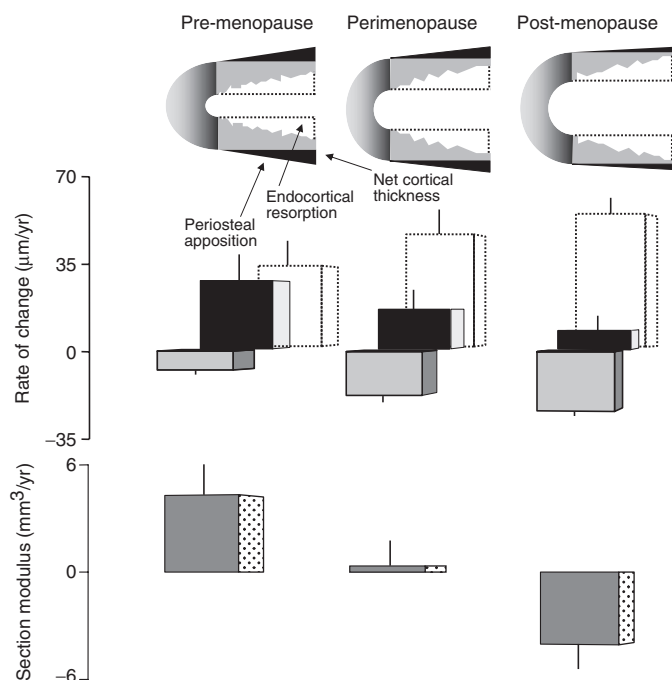 Pre-menopause
Perimenopause
Post-menopause
Net cortical
thickness
Endocortical
resorption
Periosteal
apposition
70
35
0
−35
Rate of change (μm/yr)
6
0
−6
Section modulus (mm³/yr)